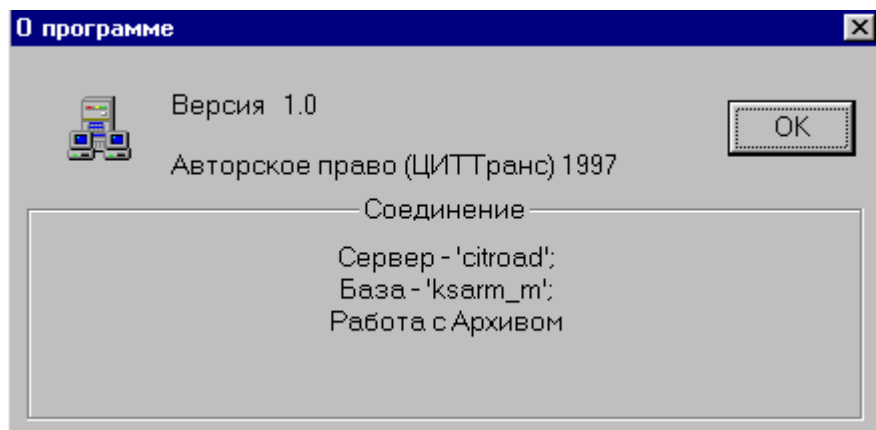 О программе
Версия 1.0
OK
Авторское право (ЦИТТранс) 1997
Соединение
Сервер - 'citroad';
База - 'ksarm_m';
Работа с Архивом